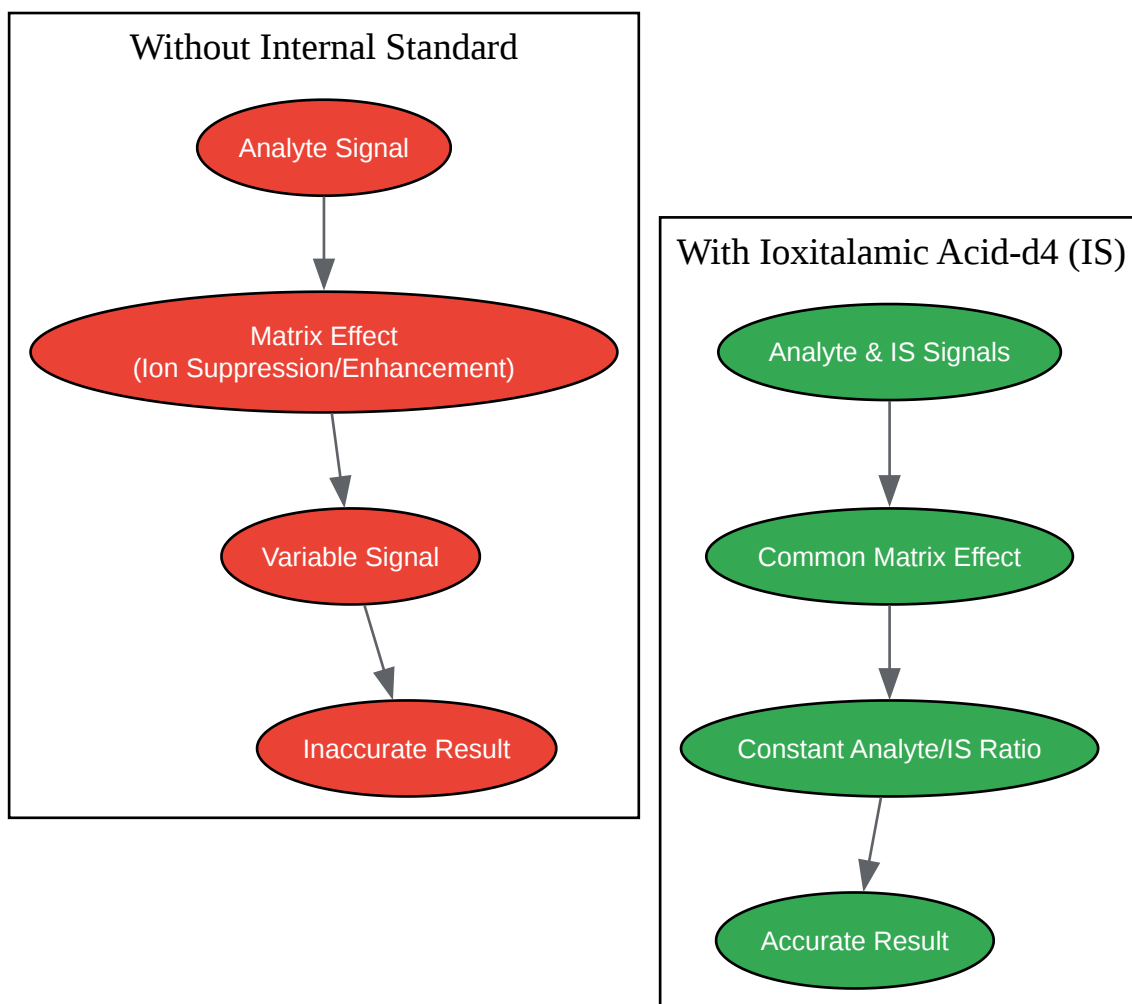 Without Internal Standard
Analyte Signal
Matrix Effect
(Ion Suppression/Enhancement)
Variable Signal
Inaccurate Result
With Ioxitalamic Acid-d4 (IS)
Analyte & IS Signals
Common Matrix Effect
Constant Analyte/IS Ratio
Accurate Result